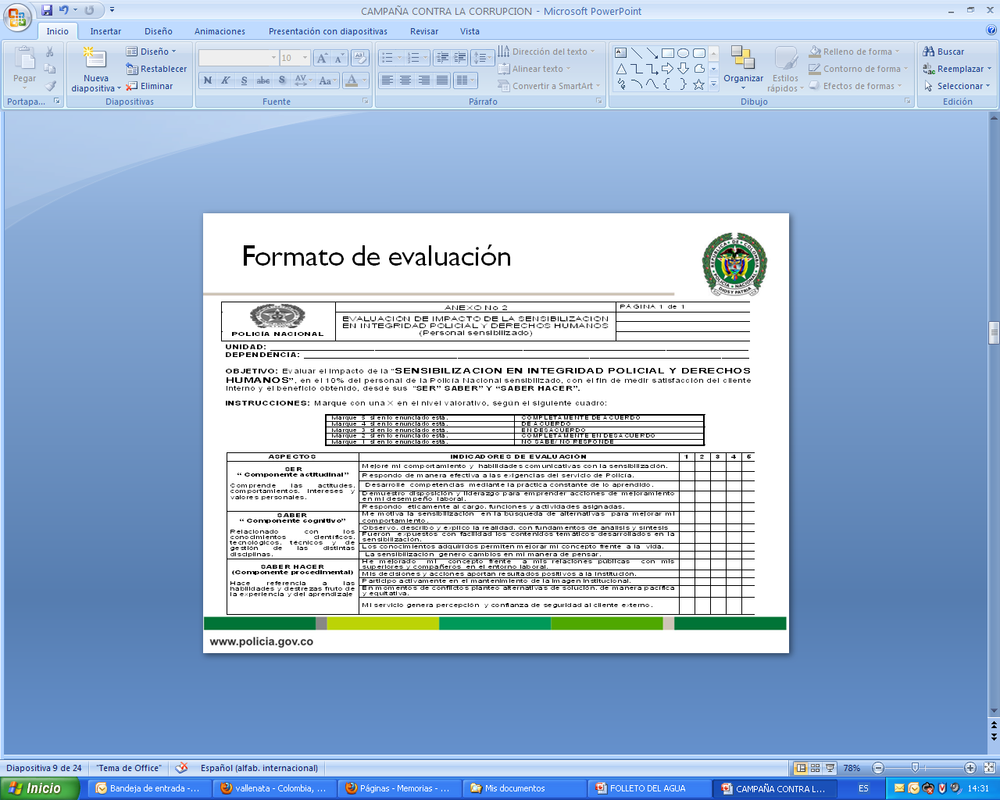 CAMPAÑA CONTRA LA CORRUPCION - Microsoft PowerPoint
Inicio Insertar Diseño Animaciones Presentación con diapositivas Revisar Vista
Pegar
Portapa...
Nueva diapositiva
Diseño
Restablecer
Eliminar
Diapositivas
10
N K S abc S AV Aa A
Fuente
Dirección del texto
Alinear texto
Convertir a SmartArt
Párrafo
Organizar
Estilos rápidos
Relleno de forma
Contorno de forma
Efectos de formas
Dibujo
Buscar
Reemplazar
Seleccionar
Edición
Formato de evaluación
REPUBLICA DE COLOMBIA
POLICIA NACIONAL
DIOS Y PATRIA
POLICÍA NACIONAL
ANEXO No 2
EVALUACIÓN DE IMPACTO DE LA SENSIBILIZACION
EN INTEGRIDAD POLICIAL Y DERECHOS HUMANOS
(Personal sensibilizado)
PÁGINA 1 de 1
UNIDAD:
DEPENDENCIA:
OBJETIVO: Evaluar el impacto de la "SENSIBILIZACION EN INTEGRIDAD POLICIAL Y DERECHOS
HUMANOS", en el 10% del personal de la Policía Nacional sensibilizado, con el fin de medir satisfacción del cliente
interno y el beneficio obtenido, desde sus "SER" SABER" Y "SABER HACER".
INSTRUCCIONES: Marque con una X en el nivel valorativo, según el siguiente cuadro:
Marque 5 si en lo enunciado está. COMPLETAMENTE DE ACUERDO
Marque 4 si en lo enunciado está. DE ACUERDO
Marque 3 si en lo enunciado está. EN DESACUERDO
Marque 2 si en lo enunciado está. COMPLETAMENTE EN DESACUERDO
Marque 1 si en lo enunciado está. NO SABE/ NO RESPONDE
ASPECTOS INDICADORES DE EVALUACIÓN 1 2 3 4 5
SER
" Componente actitudinal"
Comprende las actitudes,
comportamientos, intereses y
valores personales.
Mejoré mi comportamiento y habilidades comunicativas con la sensibilización.
Respondo de manera efectiva a las exigencias del servicio de Policía.
Desarrollé competencias mediante la práctica constante de lo aprendido.
Demuestro disposición y liderazgo para emprender acciones de mejoramiento
en mi desempeño laboral.
Respondo éticamente al cargo, funciones y actividades asignadas.
SABER
" Componente cognitivo"
Relacionado con los
conocimientos científicos,
tecnológicos, técnicos y de
gestión de las distintas
disciplinas.
Me motiva la sensibilización en la búsqueda de alternativas para mejorar mi
comportamiento.
Observo, describo y explico la realidad, con fundamentos de análisis y síntesis
Fueron expuestos con facilidad los contenidos temáticos desarrollados en la
sensibilización.
Los conocimientos adquiridos permiten mejorar mi concepto frente a la vida.
La sensibilización genero cambios en mi manera de pensar.
SABER HACER
(Componente procedimental)
Hace referencia a las
habilidades y destrezas fruto de
la experiencia y del aprendizaje
He mejorado mi concepto frente a mis relaciones públicas con mis
superiores y compañeros en el entorno laboral.
Mis decisiones y acciones aportan resultados positivos a la Institución.
Participo activamente en el mantenimiento de la imagen institucional.
En momentos de conflictos planteo alternativas de solución, de manera pacífica
y equitativa.
Mi servicio genera percepción y confianza de seguridad al cliente externo.
www.policia.gov.co
Diapositiva 9 de 24 "Tema de Office" Español (alfab. internacional) 78%
Inicio Bandeja de entrada -... vallenata - Colombia, ... Páginas - Memorias - ... Mis documentos FOLLETO DEL AGUA CAMPAÑA CONTRA L... ES 14:31